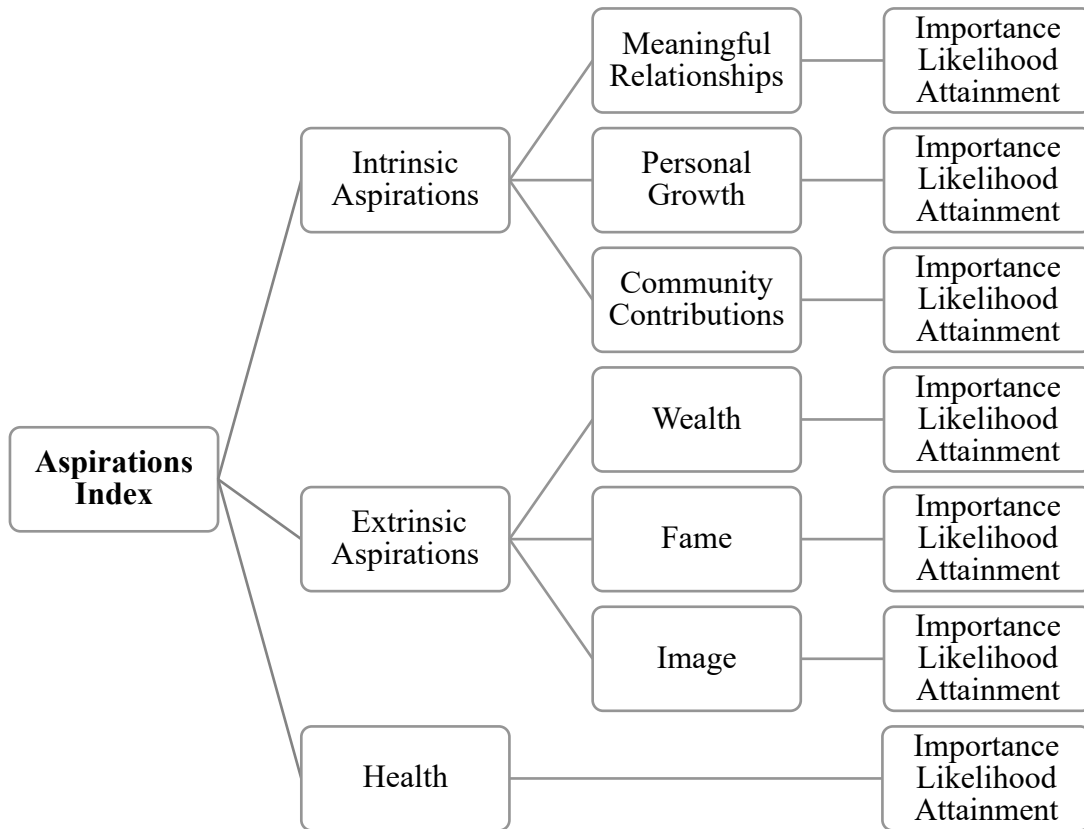 Meaningful
Relationships
Importance
Likelihood
Attainment
Intrinsic
Aspirations
Personal
Growth
Importance
Likelihood
Attainment
Community
Contributions
Importance
Likelihood
Attainment
Aspirations
Index
Extrinsic
Aspirations
Wealth
Importance
Likelihood
Attainment
Fame
Importance
Likelihood
Attainment
Image
Importance
Likelihood
Attainment
Health
Importance
Likelihood
Attainment